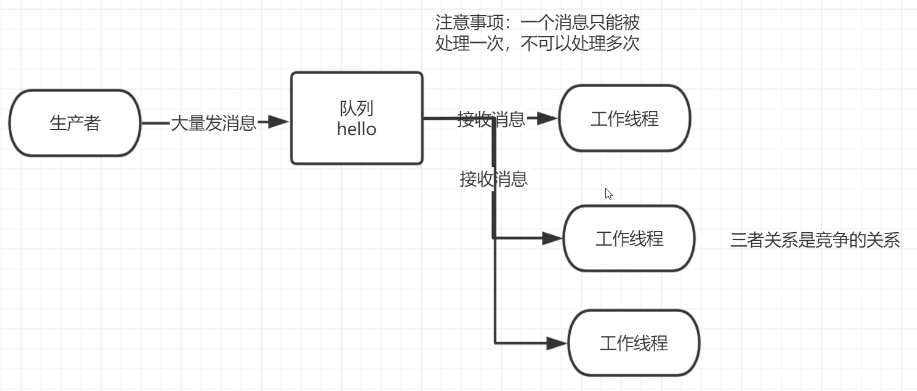 注意事项：一个消息只能被
处理一次，不可以处理多次
生产者
大量发消息
队列
hello
接收消息
工作线程
接收消息
工作线程
三者关系是竞争的关系
工作线程